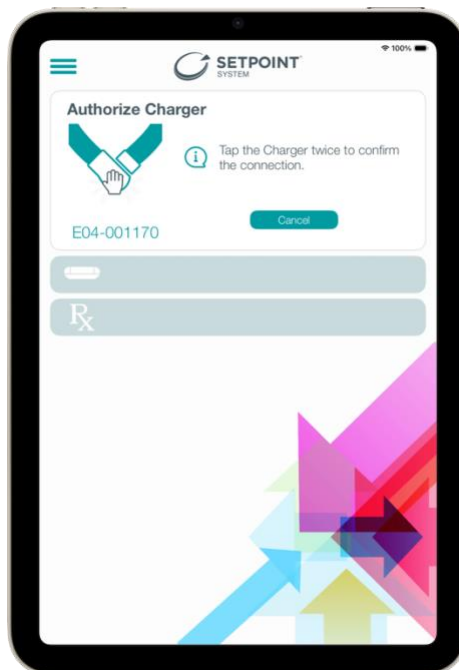 100%
SETPOINT
SYSTEM
Authorize Charger
Tap the Charger twice to confirm
the connection.
Cancel
E04-001170
Rx